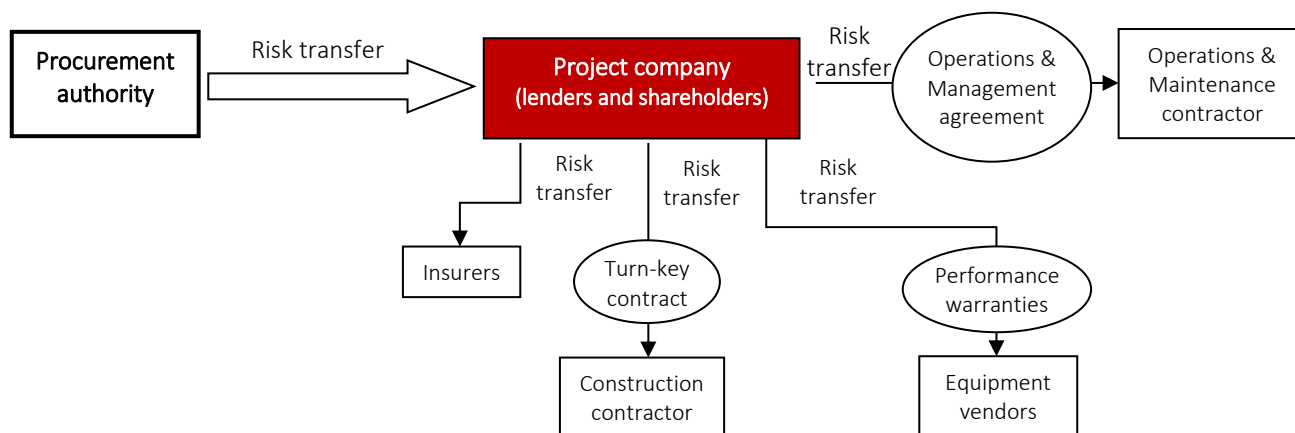 Procurement
authority
Risk transfer
Project company
(lenders and shareholders)
Risk
transfer
Operations &
Management
agreement
Operations &
Maintenance
contractor
Risk
transfer
Risk
transfer
Risk
transfer
Insurers
Turn-key
contract
Performance
warranties
Construction
contractor
Equipment
vendors